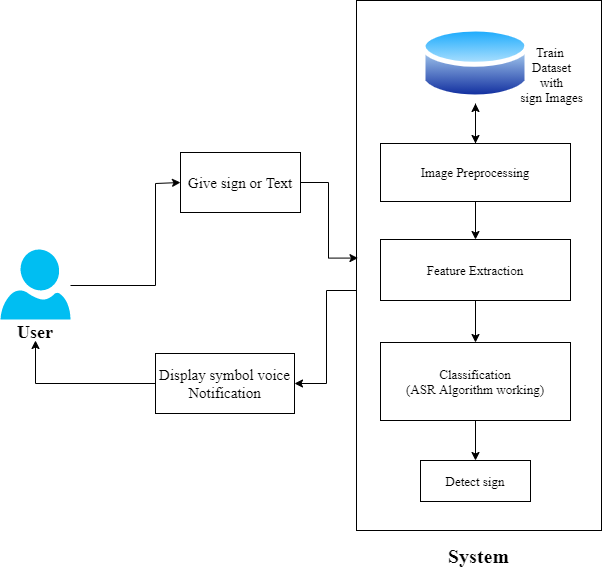 Train
Dataset
with
sign Images
Image Preprocessing
Give sign or Text
Feature Extraction
User
Display symbol voice
Notification
Classification
(ASR Algorithm working)
Detect sign
System